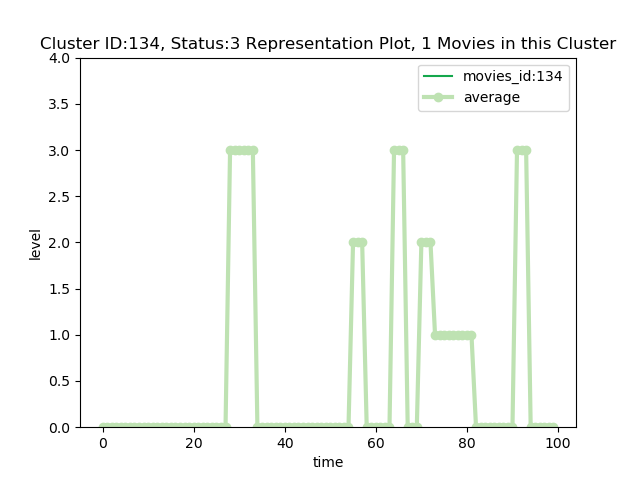 Cluster ID:134, Status:3 Representation Plot, 1 Movies in this Cluster
movies_id:134
average
4.0
3.5
3.0
2.5
2.0
1.5
1.0
0.5
0.0
level
0 20 40 60 80 100
time